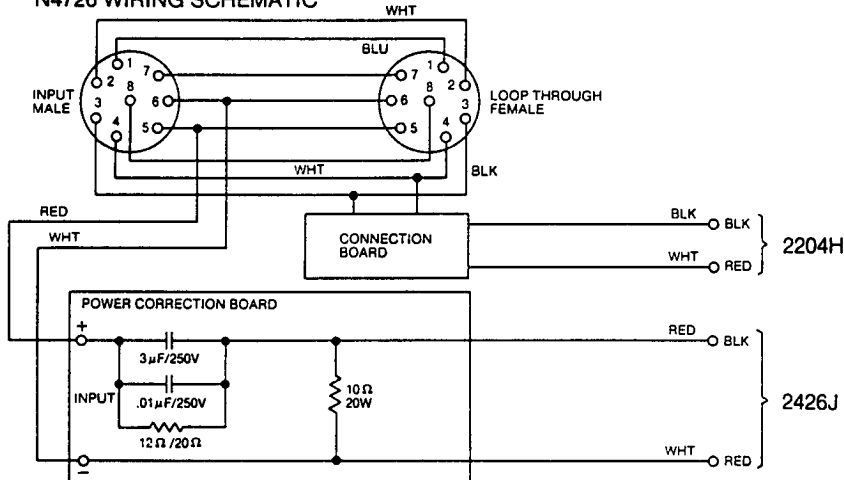 N4726 WIRING SCHEMATIC
WHT
BLU
INPUT
MALE
1
2
3
4
5
6
7
8
7
6
5
8
1
2
3
4
LOOP THROUGH
FEMALE
WHT
BLK
RED
WHT
CONNECTION
BOARD
BLK
BLK
WHT
RED
2204H
POWER CORRECTION BOARD
+
3µF/250V
INPUT
.01µF/250V
12Ω/20Ω
10Ω
20W
−
RED
BLK
WHT
RED
2426J